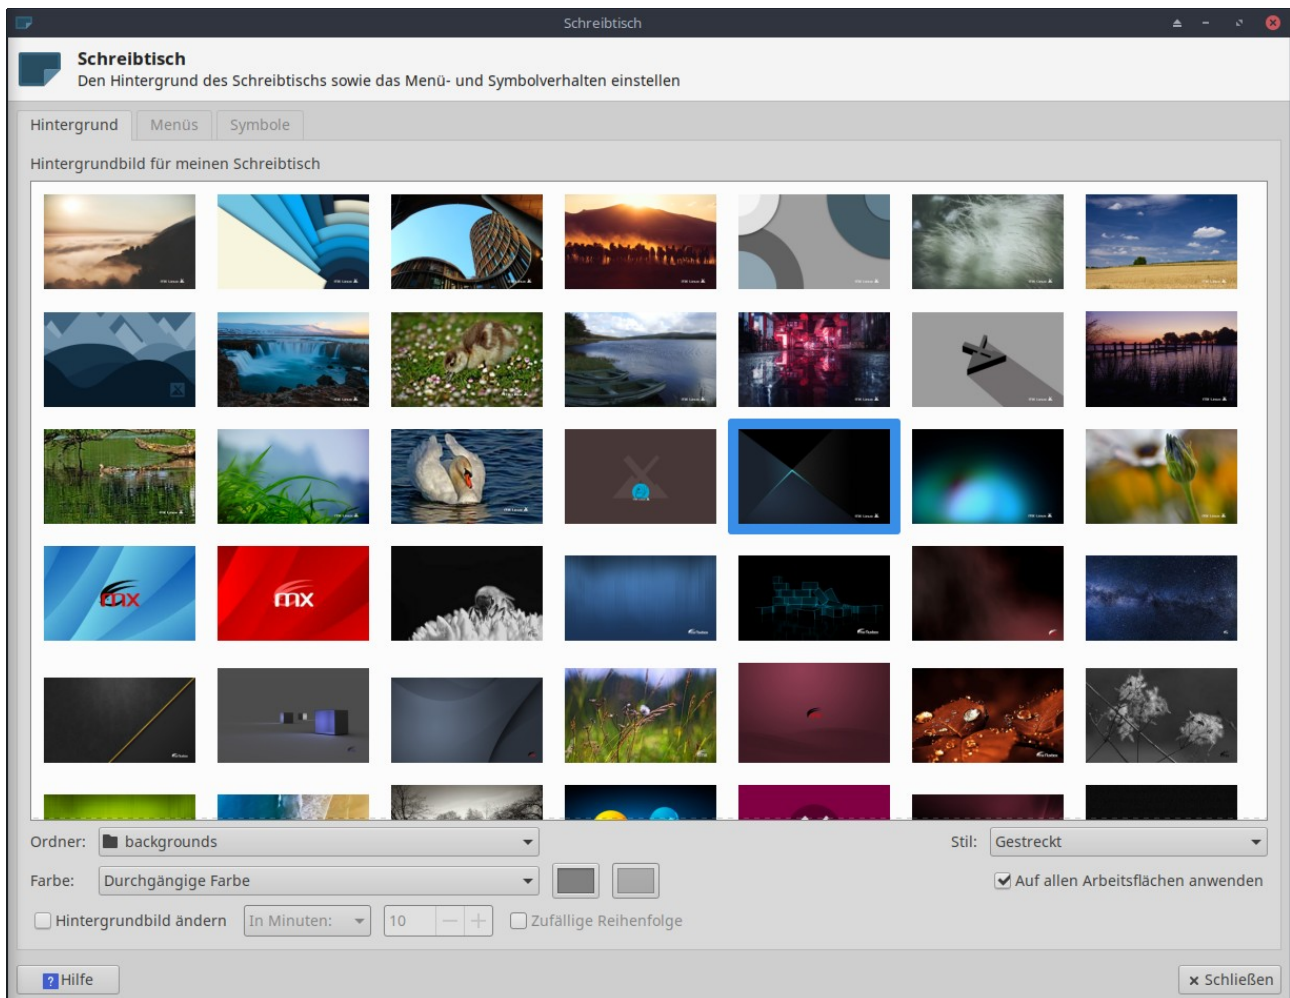 Schreibtisch
Schreibtisch
Den Hintergrund des Schreibtischs sowie das Menü- und Symbolverhalten einstellen
Hintergrund Menüs Symbole
Hintergrundbild für meinen Schreibtisch
mx mx
Ordner: backgrounds Stil: Gestreckt
Farbe: Durchgängige Farbe Auf allen Arbeitsflächen anwenden
Hintergrundbild ändern In Minuten: 10 Zufällige Reihenfolge
? Hilfe × Schließen